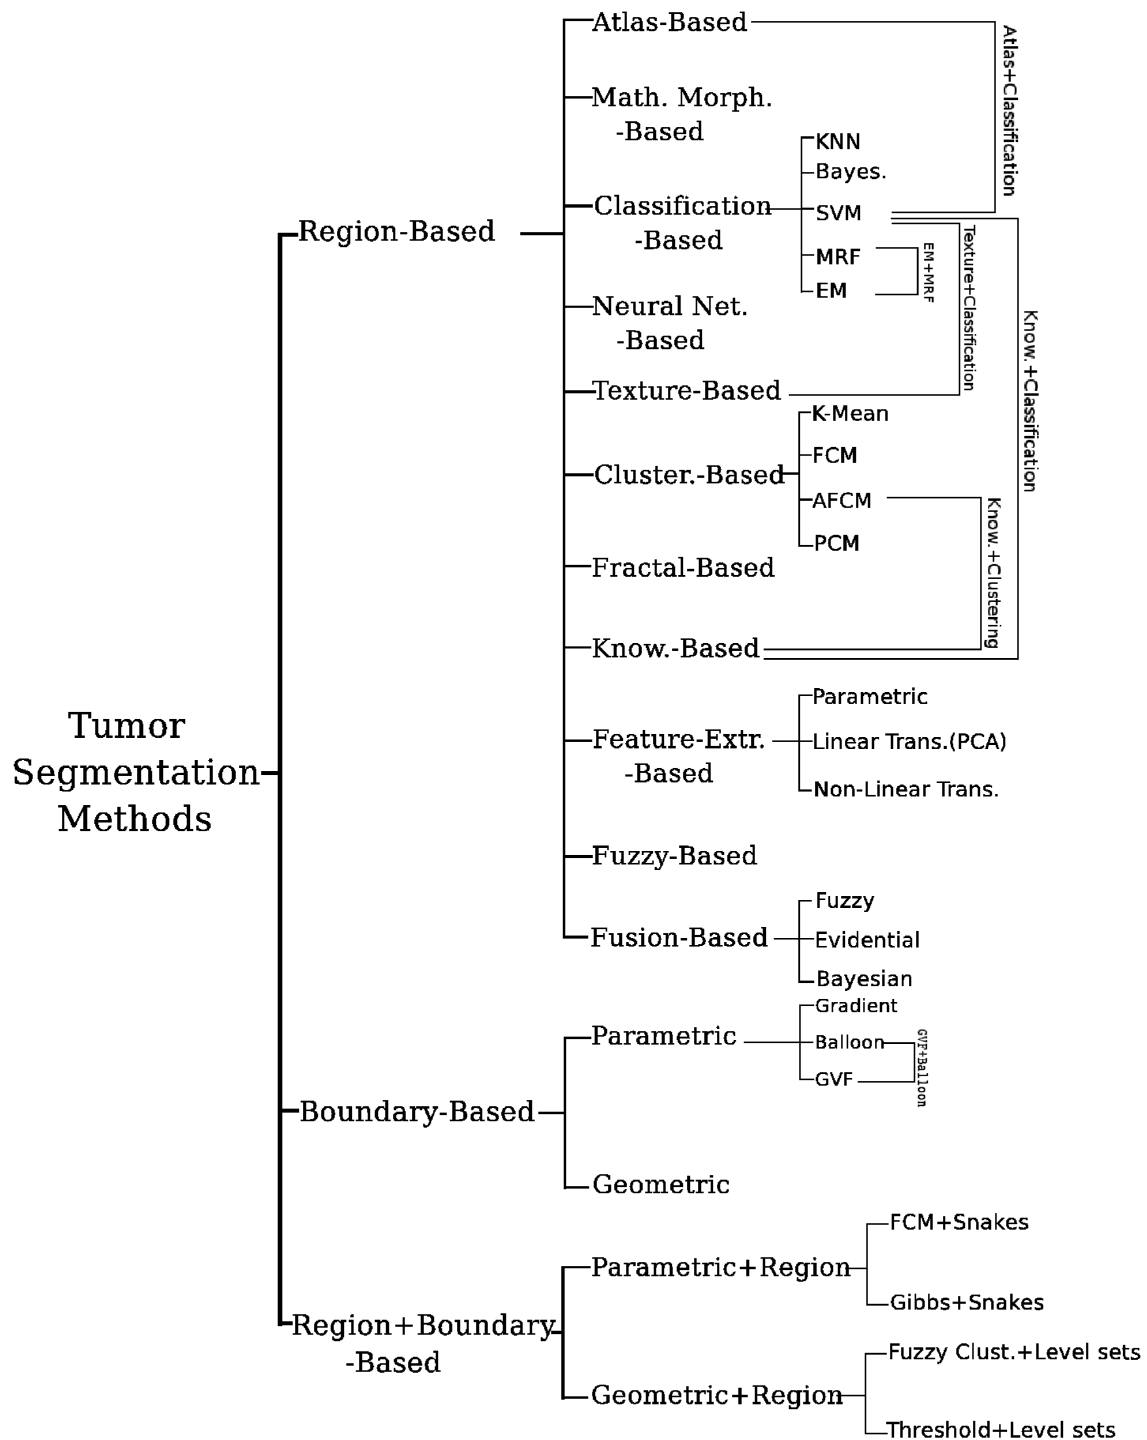 Tumor
Segmentation
Methods
Region-Based
Atlas-Based
Atlas+Classification
Math. Morph.
-Based
Classification
-Based
KNN
Bayes.
SVM
MRF
EM
EM+MRF
Texture+Classification
Know.+Classification
Neural Net.
-Based
Texture-Based
Cluster.-Based
K-Mean
FCM
AFCM
PCM
Know.+Clustering
Fractal-Based
Know.-Based
Feature-Extr.
-Based
Parametric
Linear Trans.(PCA)
Non-Linear Trans.
Fuzzy-Based
Fusion-Based
Fuzzy
Evidential
Bayesian
Boundary-Based
Parametric
Gradient
Balloon
GVF
GVF+Balloon
Geometric
Region+Boundary
-Based
Parametric+Region
FCM+Snakes
Gibbs+Snakes
Geometric+Region
Fuzzy Clust.+Level sets
Threshold+Level sets